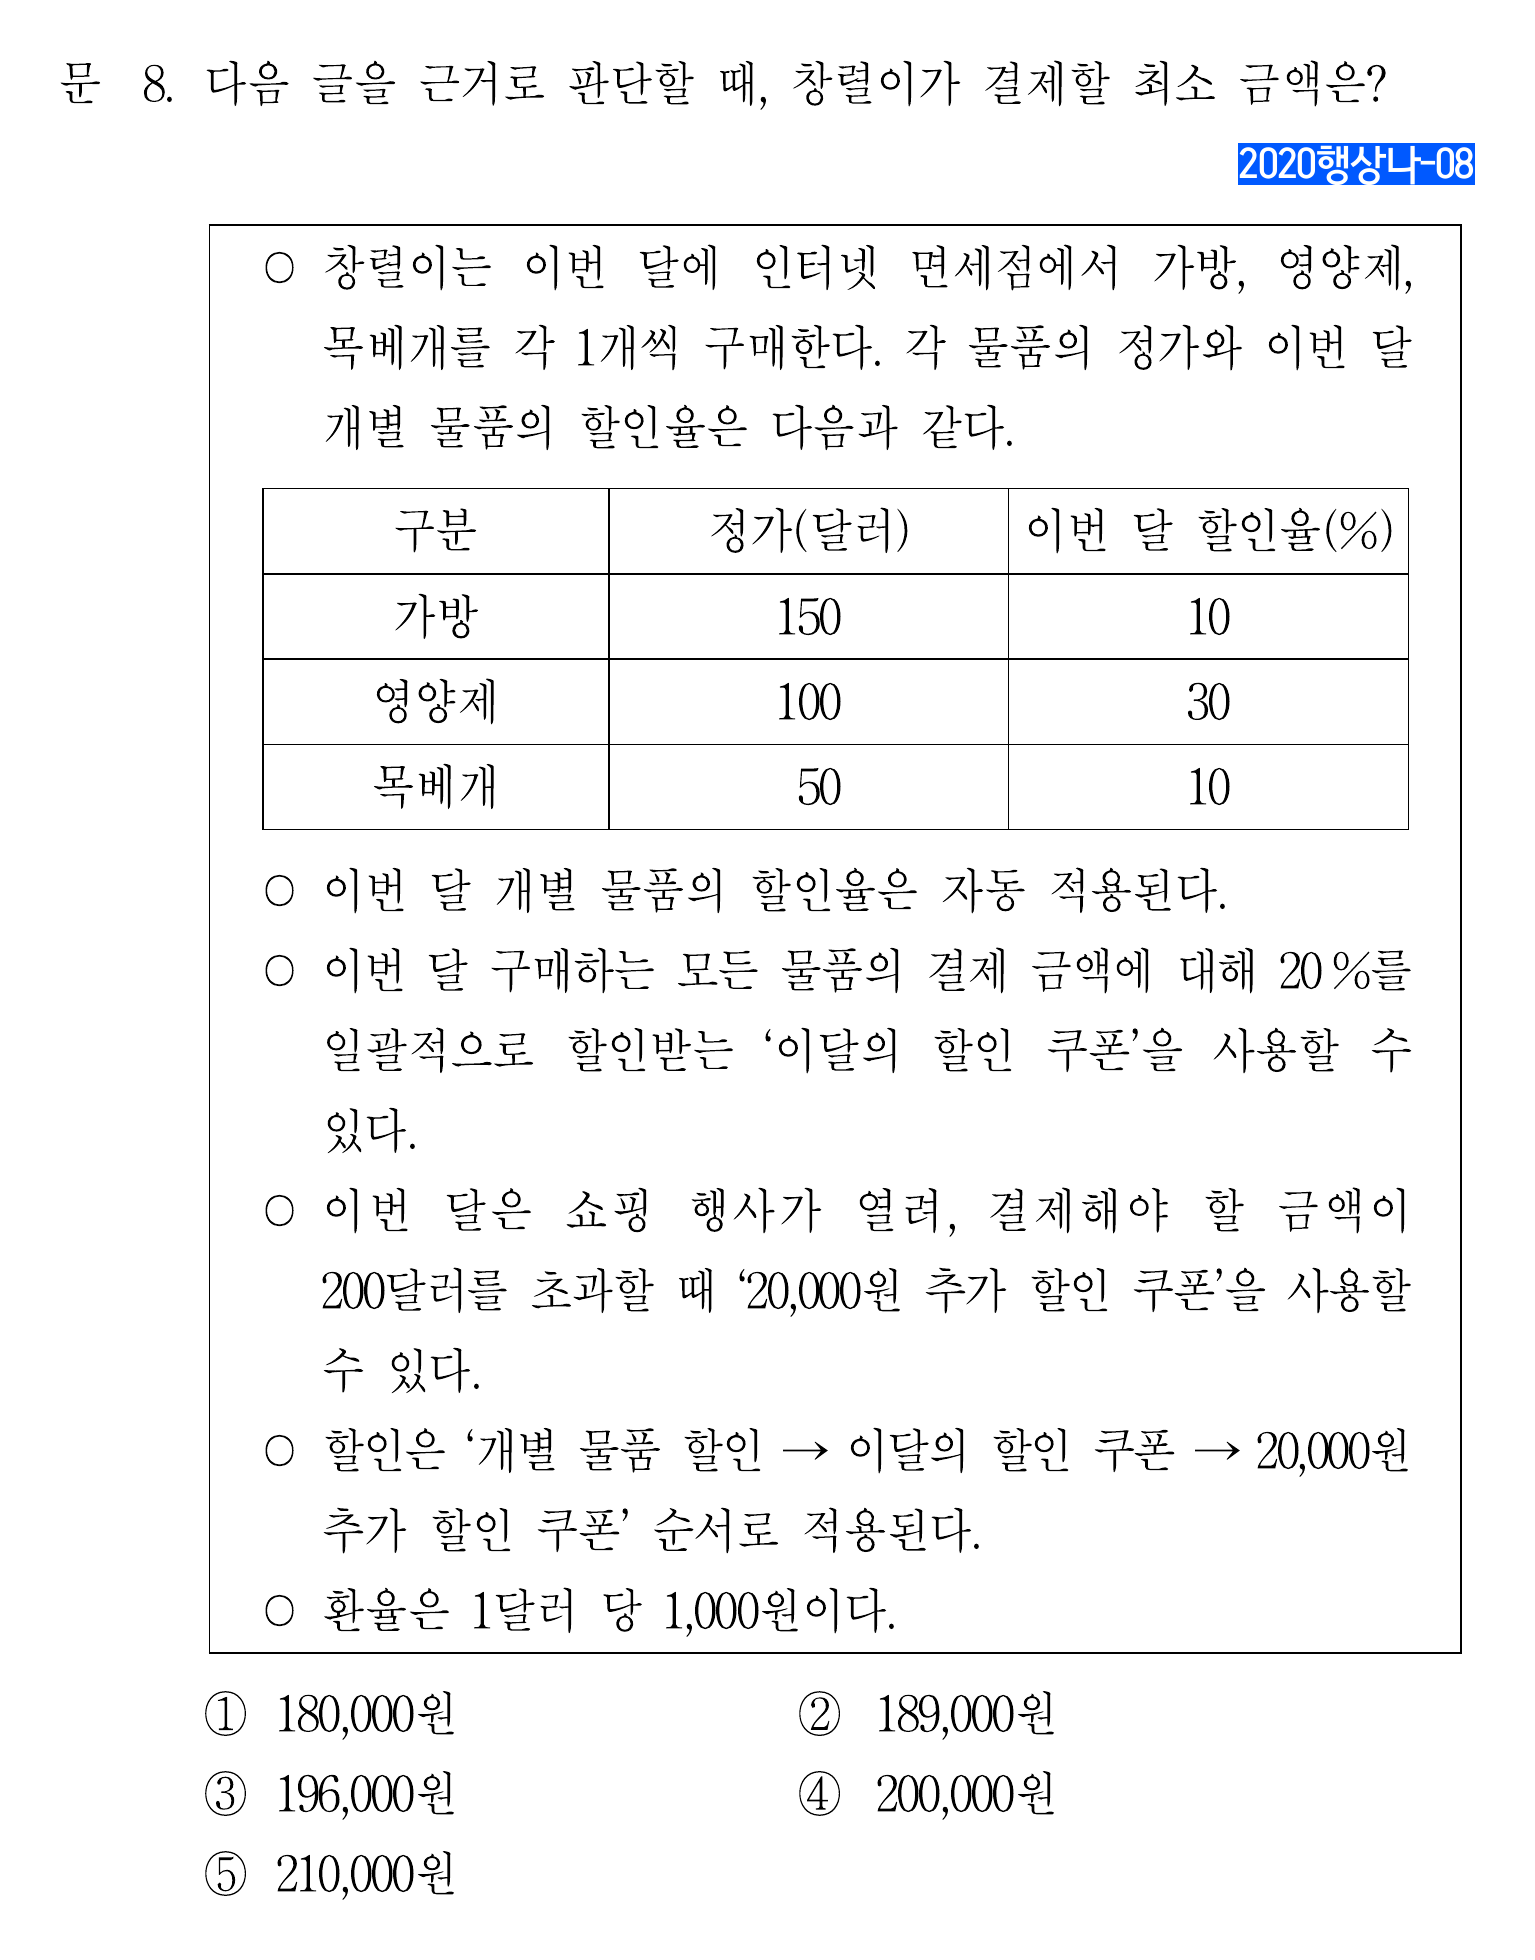 문 8. 다음 글을 근거로 판단할 때, 창렬이가 결제할 최소 금액은?
2020행상나-08
○ 창렬이는 이번 달에 인터넷 면세점에서 가방, 영양제,
목베개를 각 1개씩 구매한다. 각 물품의 정가와 이번 달
개별 물품의 할인율은 다음과 같다.
구분 정가(달러) 이번 달 할인율(%)
가방 150 10
영양제 100 30
목베개 50 10
○ 이번 달 개별 물품의 할인율은 자동 적용된다.
○ 이번 달 구매하는 모든 물품의 결제 금액에 대해 20%를
일괄적으로 할인받는 ‘이달의 할인 쿠폰’을 사용할 수
있다.
○ 이번 달은 쇼핑 행사가 열려, 결제해야 할 금액이
200달러를 초과할 때 ‘20,000원 추가 할인 쿠폰’을 사용할
수 있다.
○ 할인은 ‘개별 물품 할인 → 이달의 할인 쿠폰 → 20,000원
추가 할인 쿠폰’ 순서로 적용된다.
○ 환율은 1달러 당 1,000원이다.
① 180,000원 ② 189,000원
③ 196,000원 ④ 200,000원
⑤ 210,000원